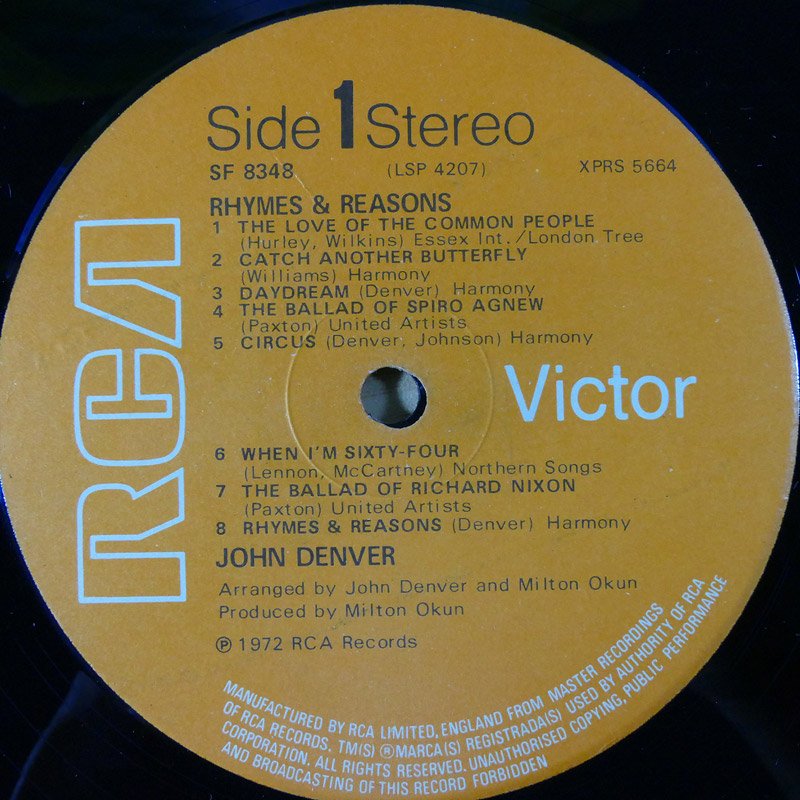 Side 1 Stereo
SF 8348 (LSP 4207) XPRS 5664
RHYMES & REASONS
1 THE LOVE OF THE COMMON PEOPLE
(Hurley, Wilkins) Essex Int./London Tree
2 CATCH ANOTHER BUTTERFLY
(Williams) Harmony
3 DAYDREAM (Denver) Harmony
4 THE BALLAD OF SPIRO AGNEW
(Paxton) United Artists
5 CIRCUS (Denver, Johnson) Harmony
RCA
Victor
6 WHEN I'M SIXTY-FOUR
(Lennon, McCartney) Northern Songs
7 THE BALLAD OF RICHARD NIXON
(Paxton) United Artists
8 RHYMES & REASONS (Denver) Harmony
JOHN DENVER
Arranged by John Denver and Milton Okun
Produced by Milton Okun
℗ 1972 RCA Records
MANUFACTURED BY RCA LIMITED, ENGLAND FROM MASTER RECORDINGS
OF RCA RECORDS. TM(S) ® MARCA(S) REGISTRADA(S) USED BY AUTHORITY OF RCA
CORPORATION. ALL RIGHTS RESERVED. UNAUTHORISED COPYING, PUBLIC PERFORMANCE
AND BROADCASTING OF THIS RECORD FORBIDDEN